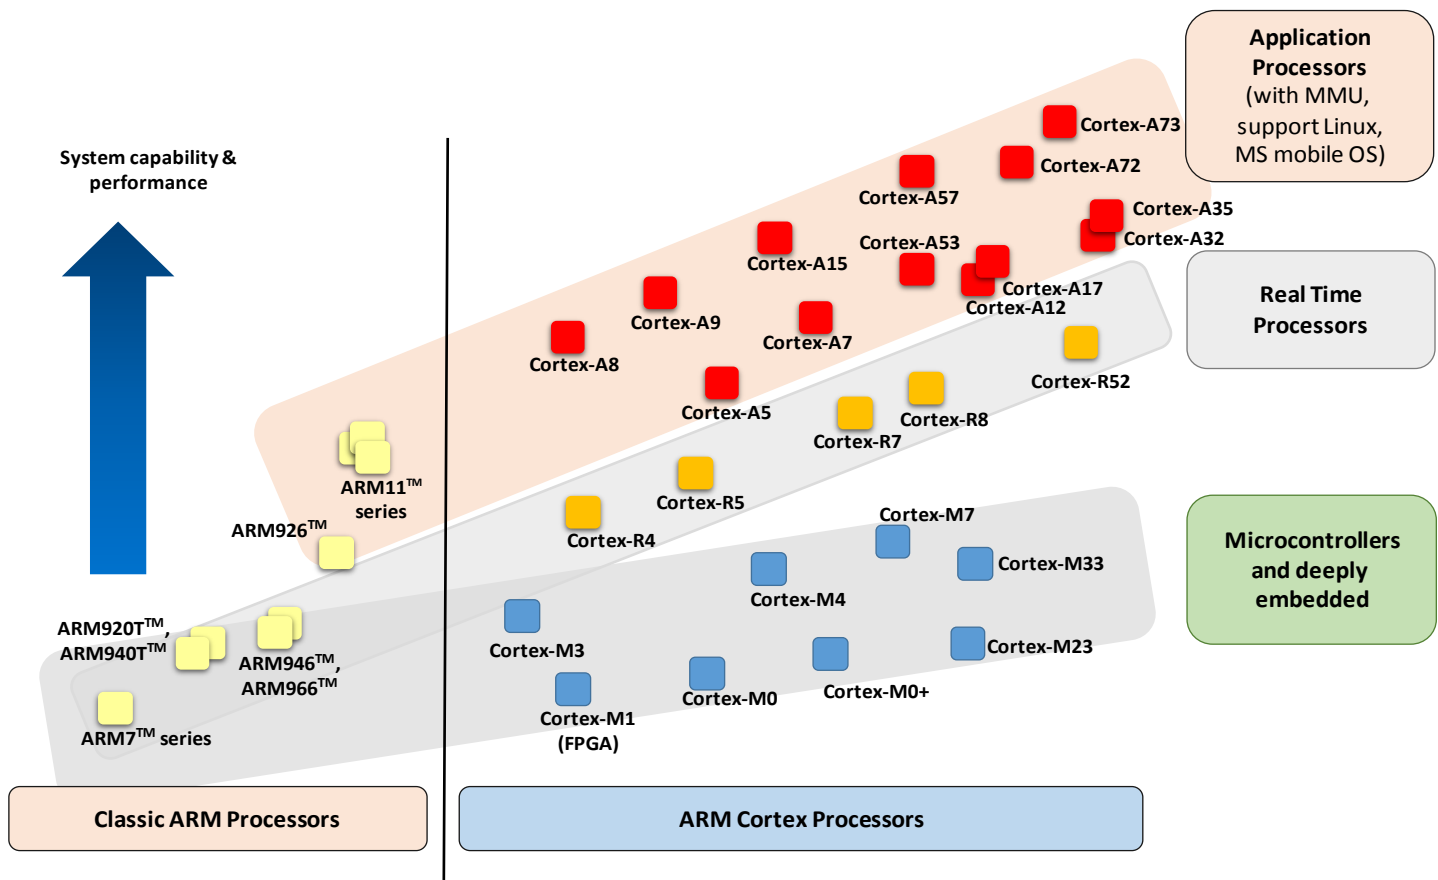 Application
Processors
(with MMU,
support Linux,
MS mobile OS)
System capability &
performance
Cortex-A73
Cortex-A72
Cortex-A57
Cortex-A35
Cortex-A32
Cortex-A53
Cortex-A15
Cortex-A17
Cortex-A12
Cortex-A9
Cortex-A7
Cortex-A8
Cortex-A5
Real Time
Processors
Cortex-R52
Cortex-R8
Cortex-R7
Cortex-R5
Cortex-R4
ARM11™
series
ARM926™
Microcontrollers
and deeply
embedded
Cortex-M7
Cortex-M33
Cortex-M4
Cortex-M3
Cortex-M23
Cortex-M0+
Cortex-M0
Cortex-M1
(FPGA)
ARM920T™,
ARM940T™
ARM946™,
ARM966™
ARM7™ series
Classic ARM Processors
ARM Cortex Processors